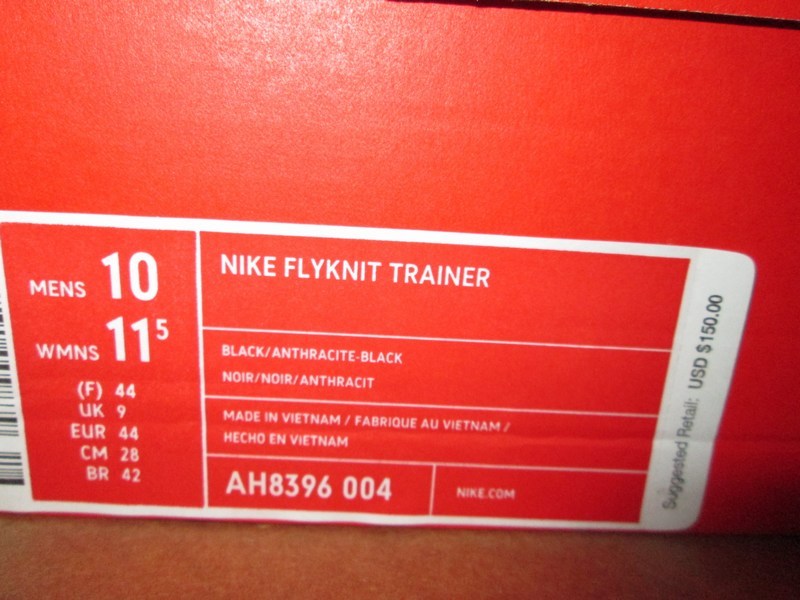 MENS 10
WMNS 11⁵
(F) 44
UK 9
EUR 44
CM 28
BR 42
NIKE FLYKNIT TRAINER
BLACK/ANTHRACITE-BLACK
NOIR/NOIR/ANTHRACIT
MADE IN VIETNAM / FABRIQUE AU VIETNAM /
HECHO EN VIETNAM
AH8396 004
NIKE.COM
Suggested Retail: USD $150.00